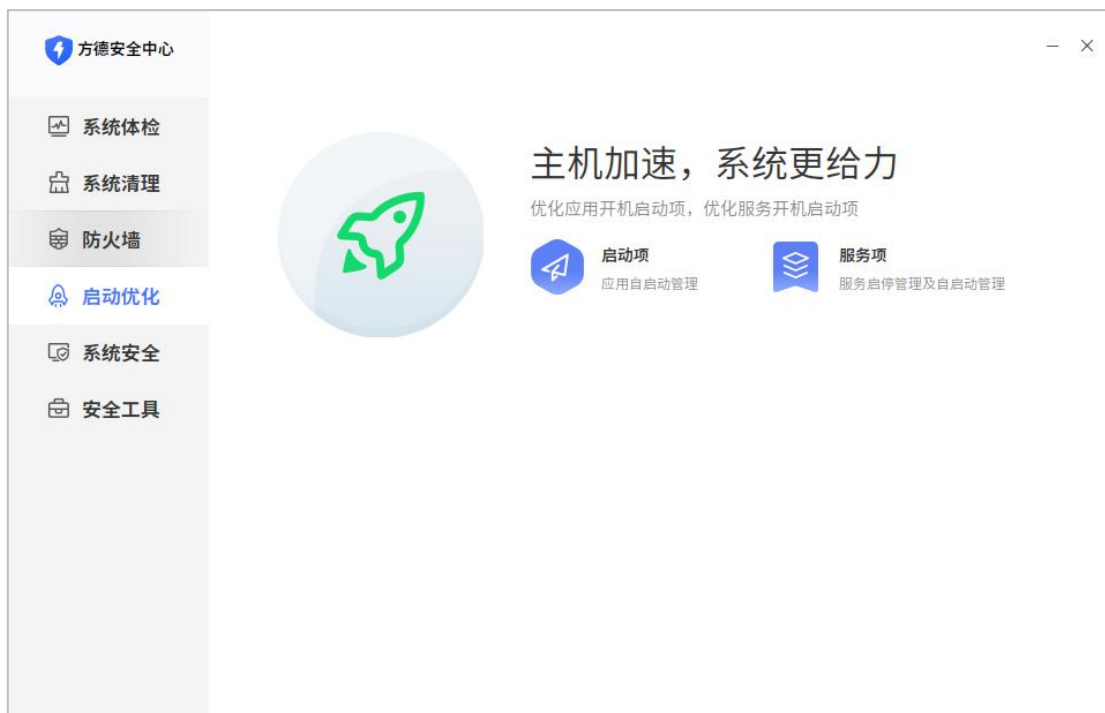 方德安全中心
系统体检
系统清理
防火墙
启动优化
系统安全
安全工具
主机加速，系统更给力
优化应用开机启动项，优化服务开机启动项
启动项
应用自启动管理
服务项
服务启停管理及自启动管理